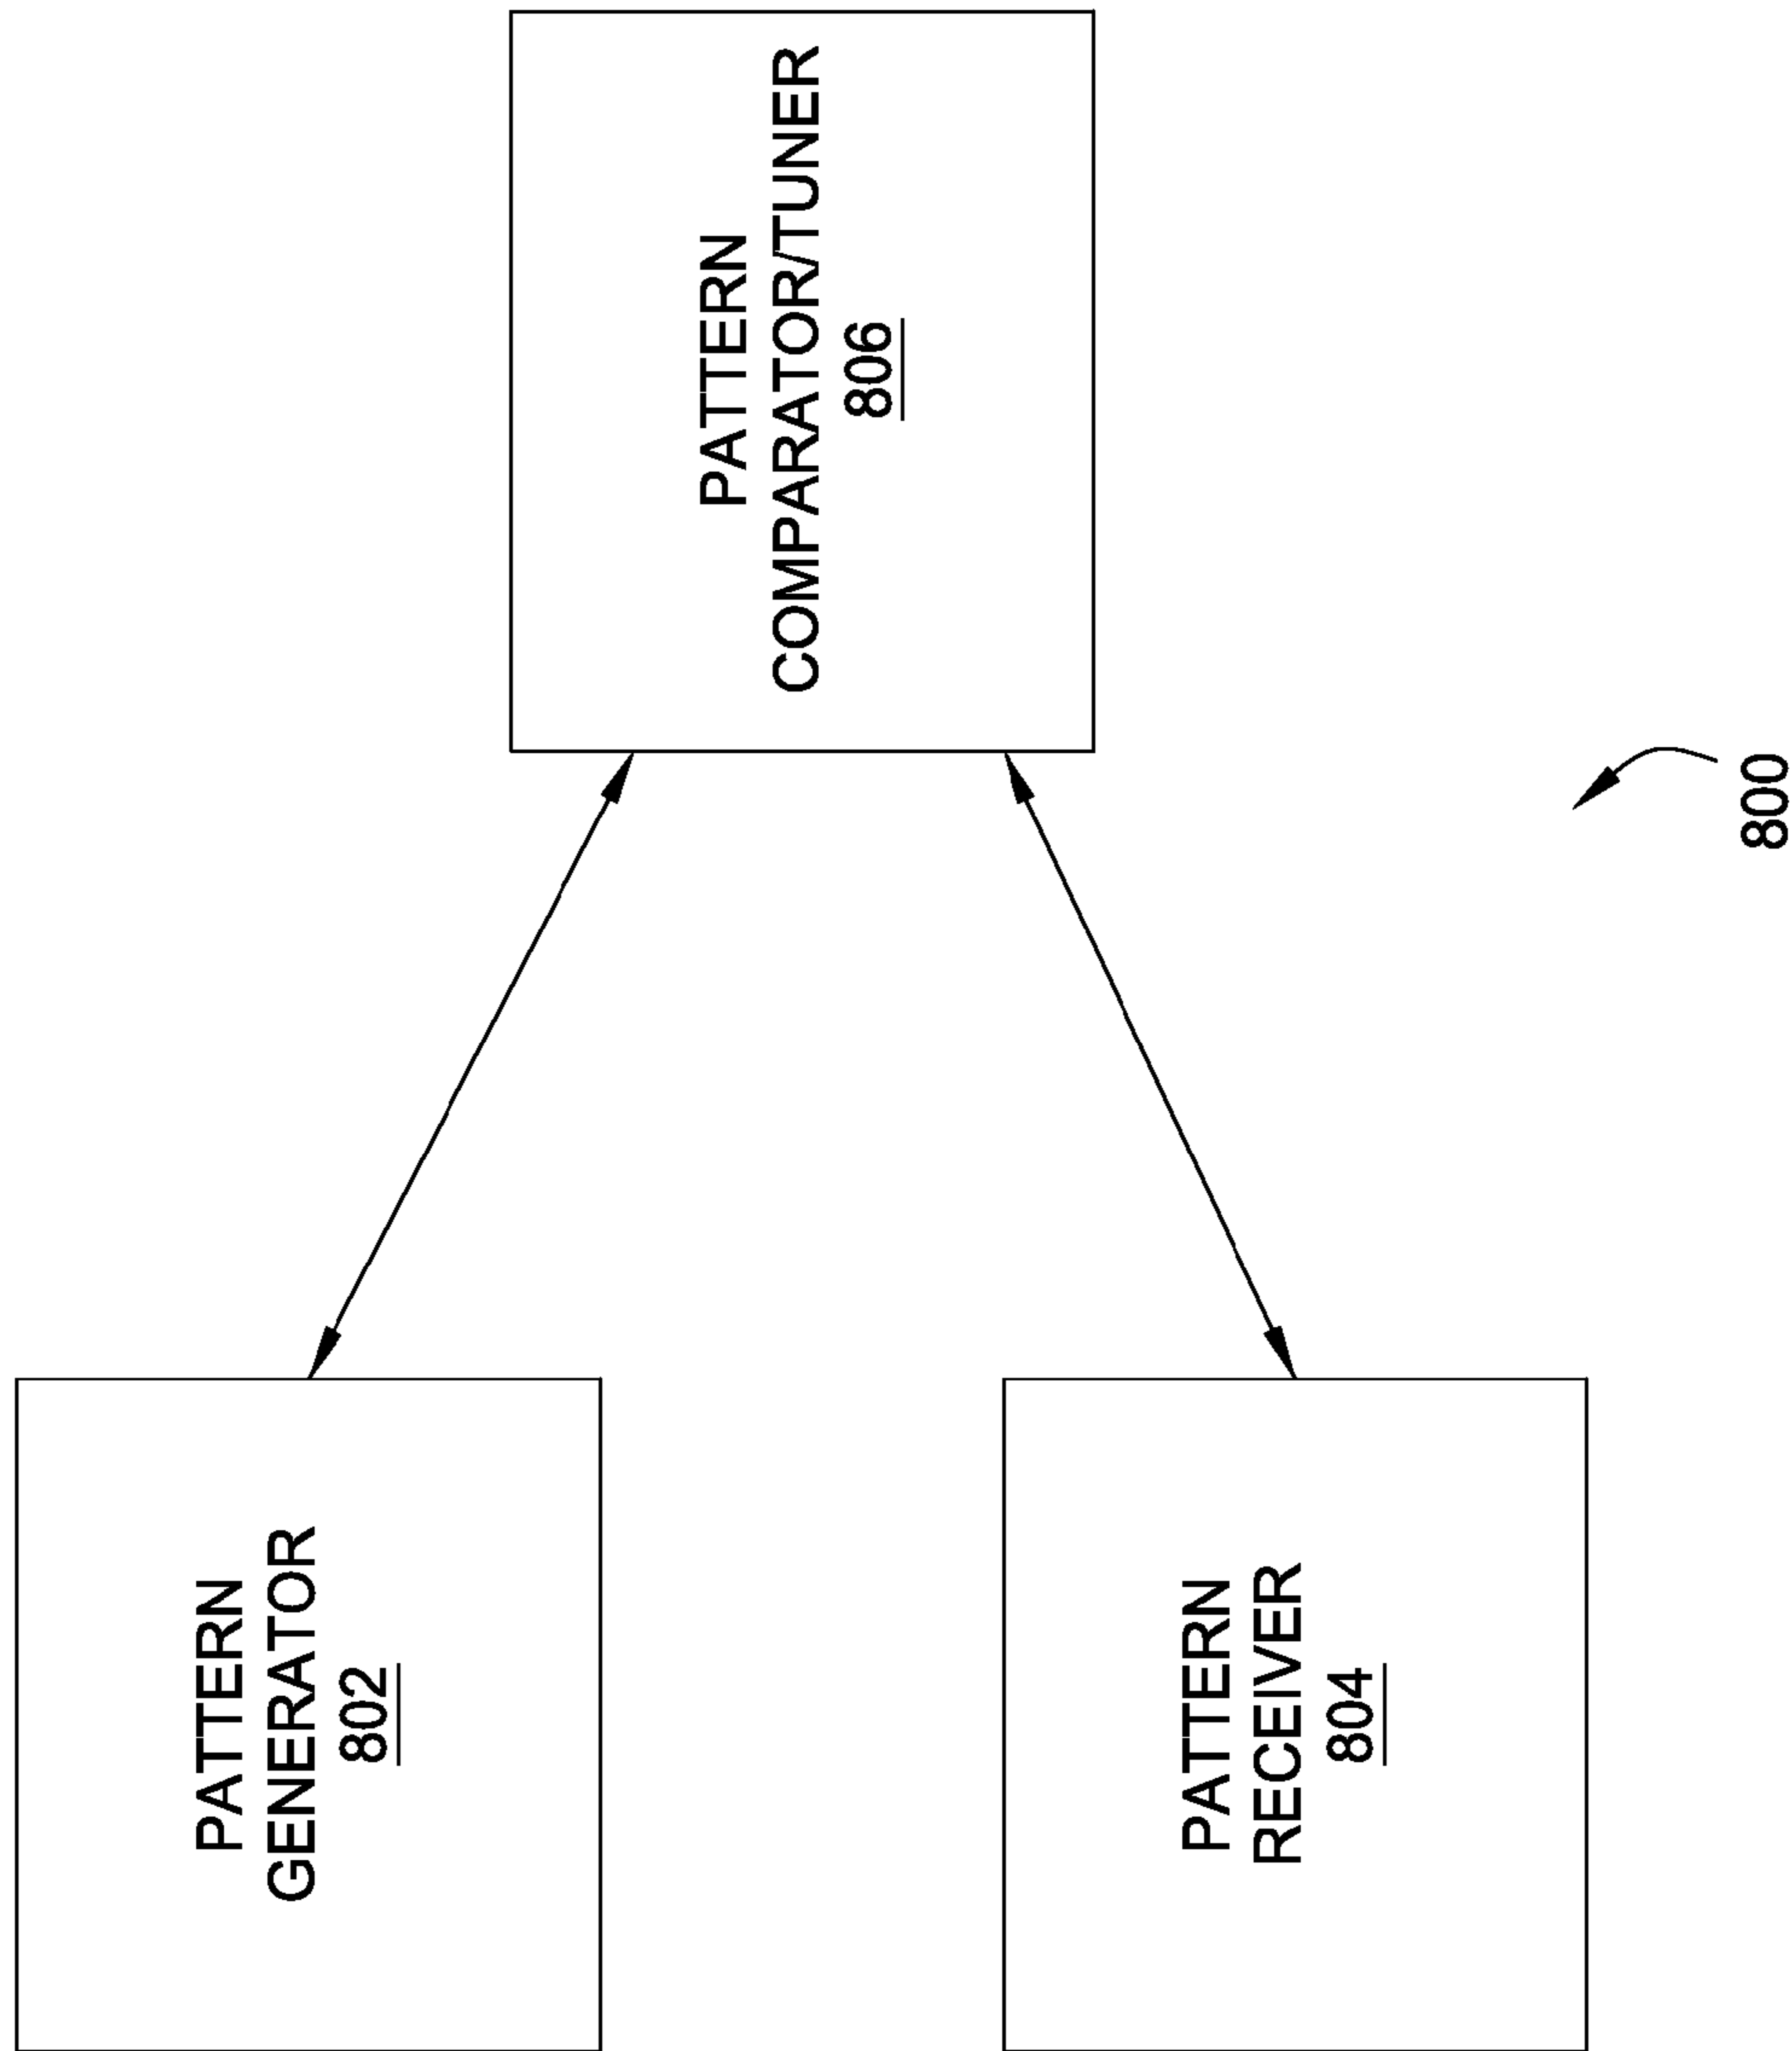 PATTERN
GENERATOR
802
PATTERN
COMPARATOR/TUNER
806
PATTERN
RECEIVER
804
800